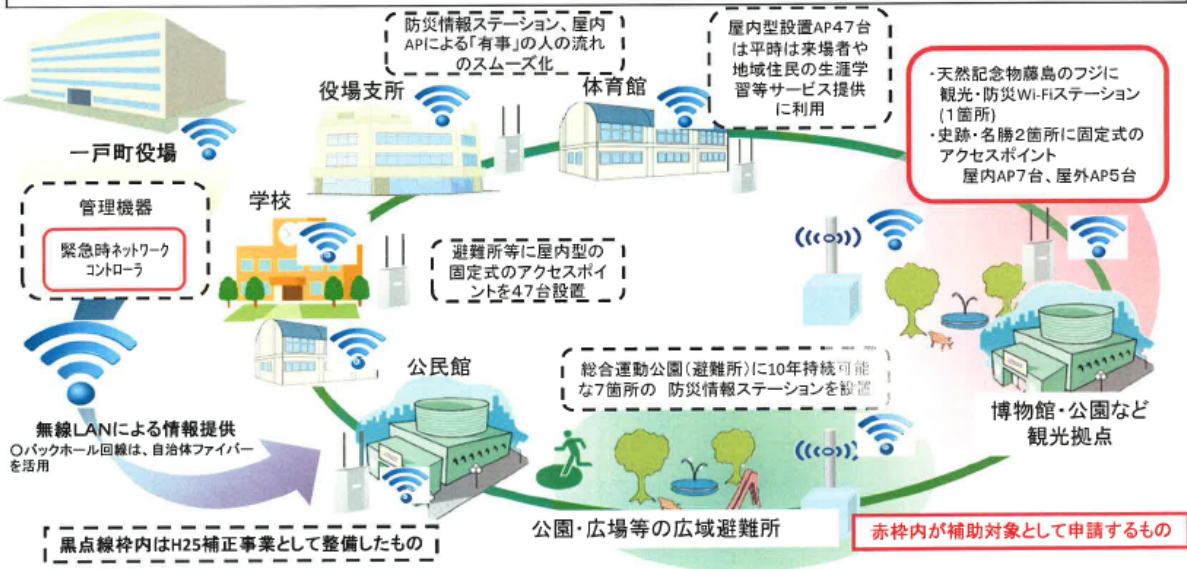 防災情報ステーション、屋内
APによる「有事」の人の流れ
のスムーズ化
屋内型設置AP47台
は平時は来場者や
地域住民の生涯学
習等サービス提供
に利用
・天然記念物藤島のフジに
観光・防災Wi-Fiステーション
(1箇所)
・史跡・名勝2箇所に固定式の
アクセスポイント
屋内AP7台、屋外AP5台
役場支所
体育館
一戸町役場
管理機器
緊急時ネットワーク
コントローラ
学校
避難所等に屋内型の
固定式のアクセスポイ
ントを47台設置
公民館
総合運動公園(避難所)に10年持続可能
な7箇所の 防災情報ステーションを設置
博物館・公園など
観光拠点
無線LANによる情報提供
○バックホール回線は、自治体ファイバー
を活用
公園・広場等の広域避難所
黒点線枠内はH25補正事業として整備したもの
赤枠内が補助対象として申請するもの